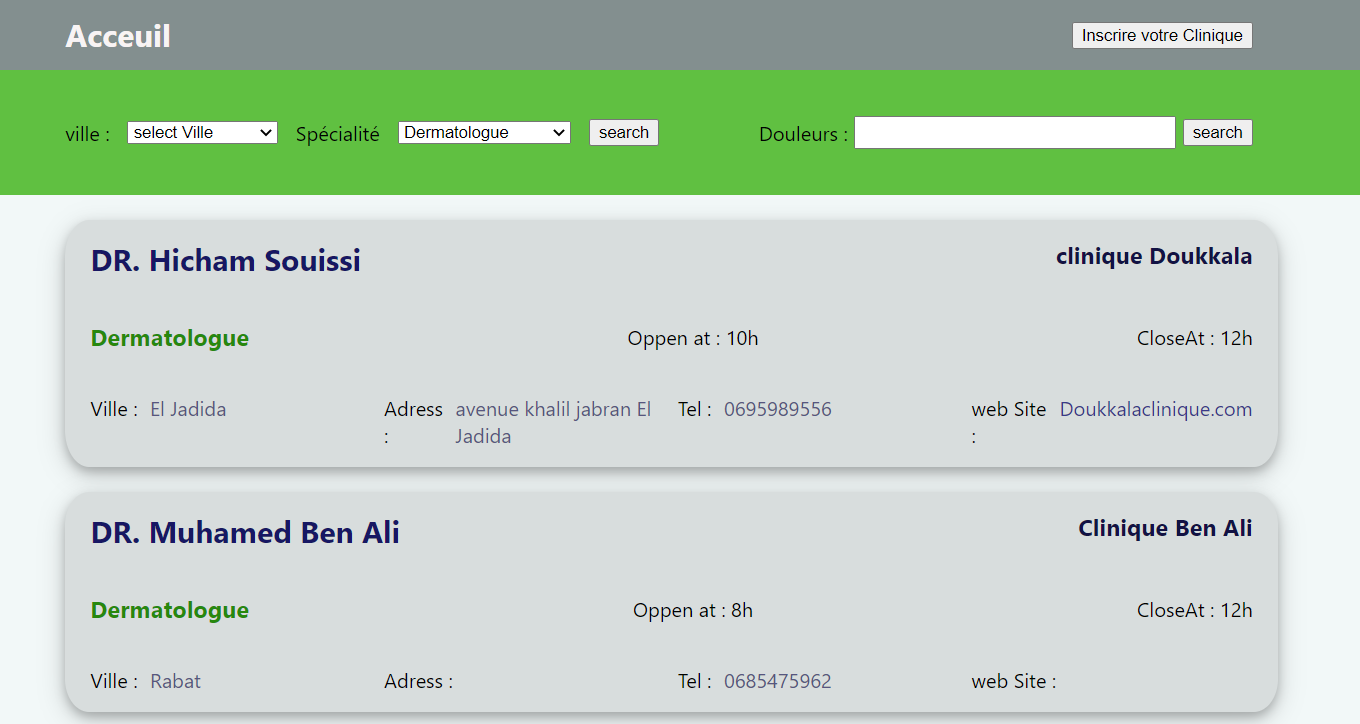 Acceuil Inscrire votre Clinique
ville : select Ville Spécialité Dermatologue search Douleurs : search
DR. Hicham Souissi clinique Doukkala
Dermatologue Oppen at : 10h CloseAt : 12h
Ville : El Jadida Adress avenue khalil jabran El Tel : 0695989556 web Site Doukkalaclinique.com
: Jadida :
DR. Muhamed Ben Ali Clinique Ben Ali
Dermatologue Oppen at : 8h CloseAt : 12h
Ville : Rabat Adress : Tel : 0685475962 web Site :